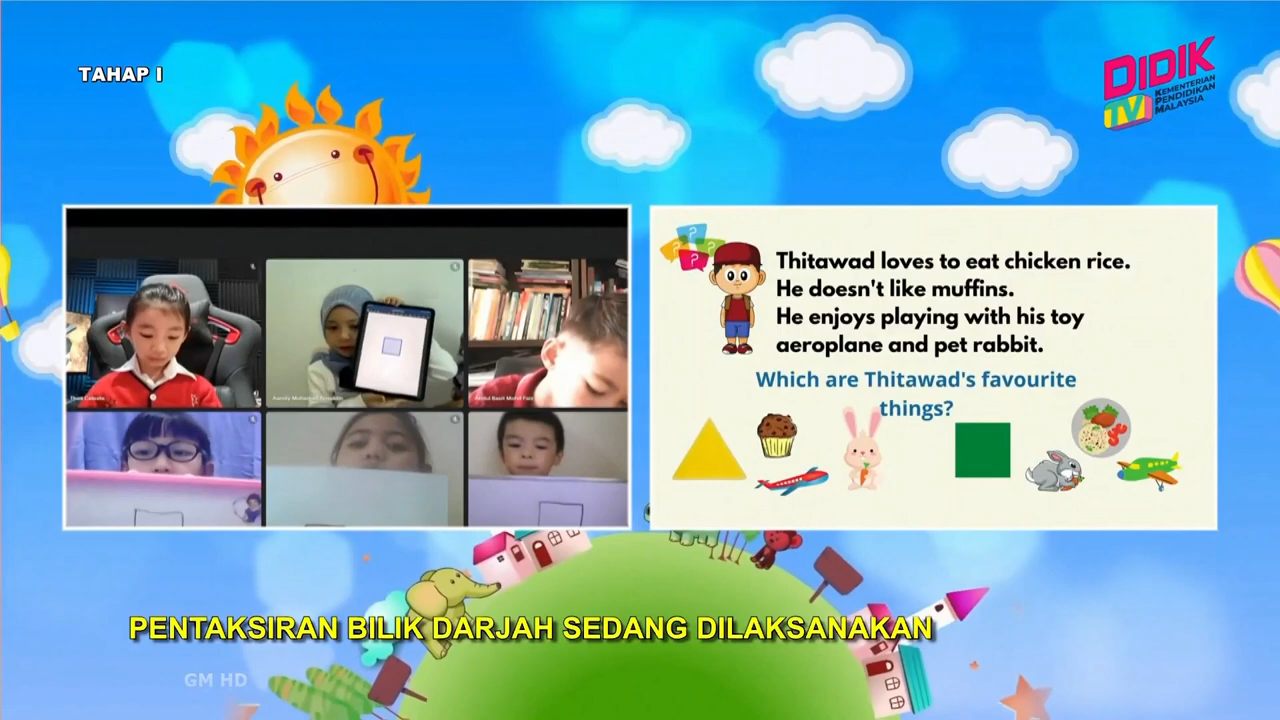 TAHAP I
DIDIK
TV
KEMENTERIAN
PENDIDIKAN
MALAYSIA
Thitawad loves to eat chicken rice.
He doesn't like muffins.
He enjoys playing with his toy
aeroplane and pet rabbit.
Which are Thitawad's favourite
things?
PENTAKSIRAN BILIK DARJAH SEDANG DILAKSANAKAN
GM HD